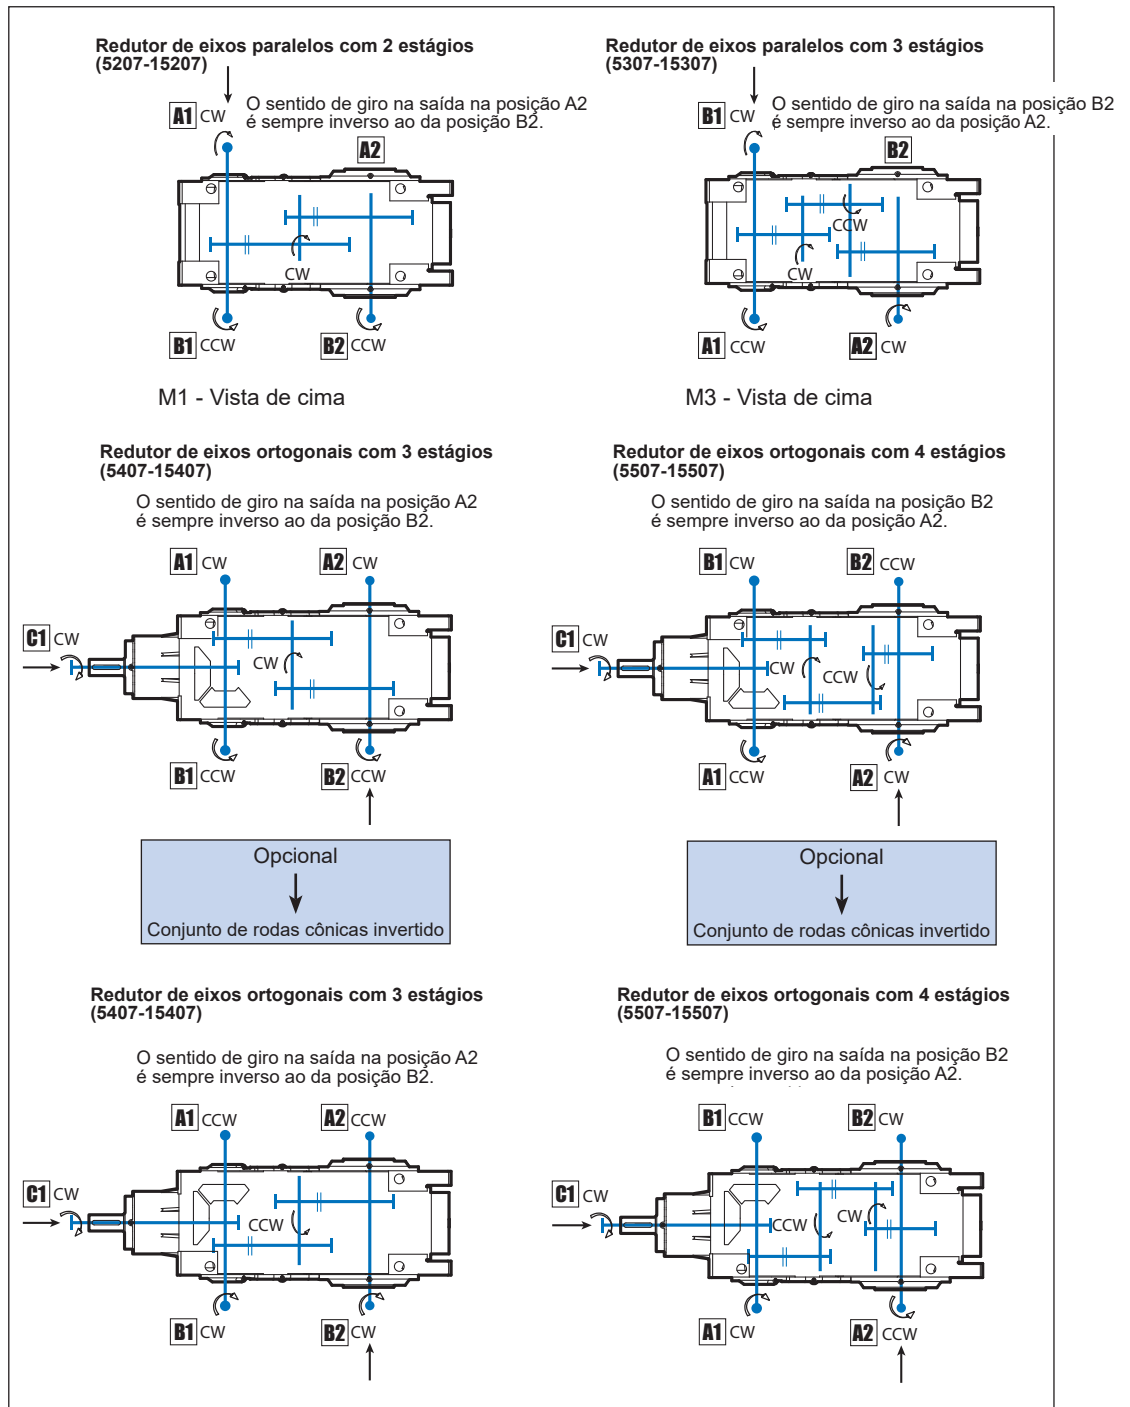 Redutor de eixos paralelos com 2 estágios
(5207-15207)
O sentido de giro na saída na posição A2
é sempre inverso ao da posição B2.
A1 CW
A2
CW
B1 CCW
B2 CCW
M1 - Vista de cima
Redutor de eixos paralelos com 3 estágios
(5307-15307)
O sentido de giro na saída na posição B2
é sempre inverso ao da posição A2.
B1 CW
B2
CCW
CW
A1 CCW
A2 CW
M3 - Vista de cima
Redutor de eixos ortogonais com 3 estágios
(5407-15407)
O sentido de giro na saída na posição A2
é sempre inverso ao da posição B2.
A1 CW
A2 CW
C1 CW
CW
B1 CCW
B2 CCW
Opcional
Conjunto de rodas cônicas invertido
Redutor de eixos ortogonais com 4 estágios
(5507-15507)
O sentido de giro na saída na posição B2
é sempre inverso ao da posição A2.
B1 CW
B2 CCW
C1 CW
CW
CCW
A1 CCW
A2 CW
Opcional
Conjunto de rodas cônicas invertido
Redutor de eixos ortogonais com 3 estágios
(5407-15407)
O sentido de giro na saída na posição A2
é sempre inverso ao da posição B2.
A1 CCW
A2 CCW
C1 CW
CCW
B1 CW
B2 CW
Redutor de eixos ortogonais com 4 estágios
(5507-15507)
O sentido de giro na saída na posição B2
é sempre inverso ao da posição A2.
B1 CCW
B2 CW
C1 CW
CCW
CW
A1 CW
A2 CCW